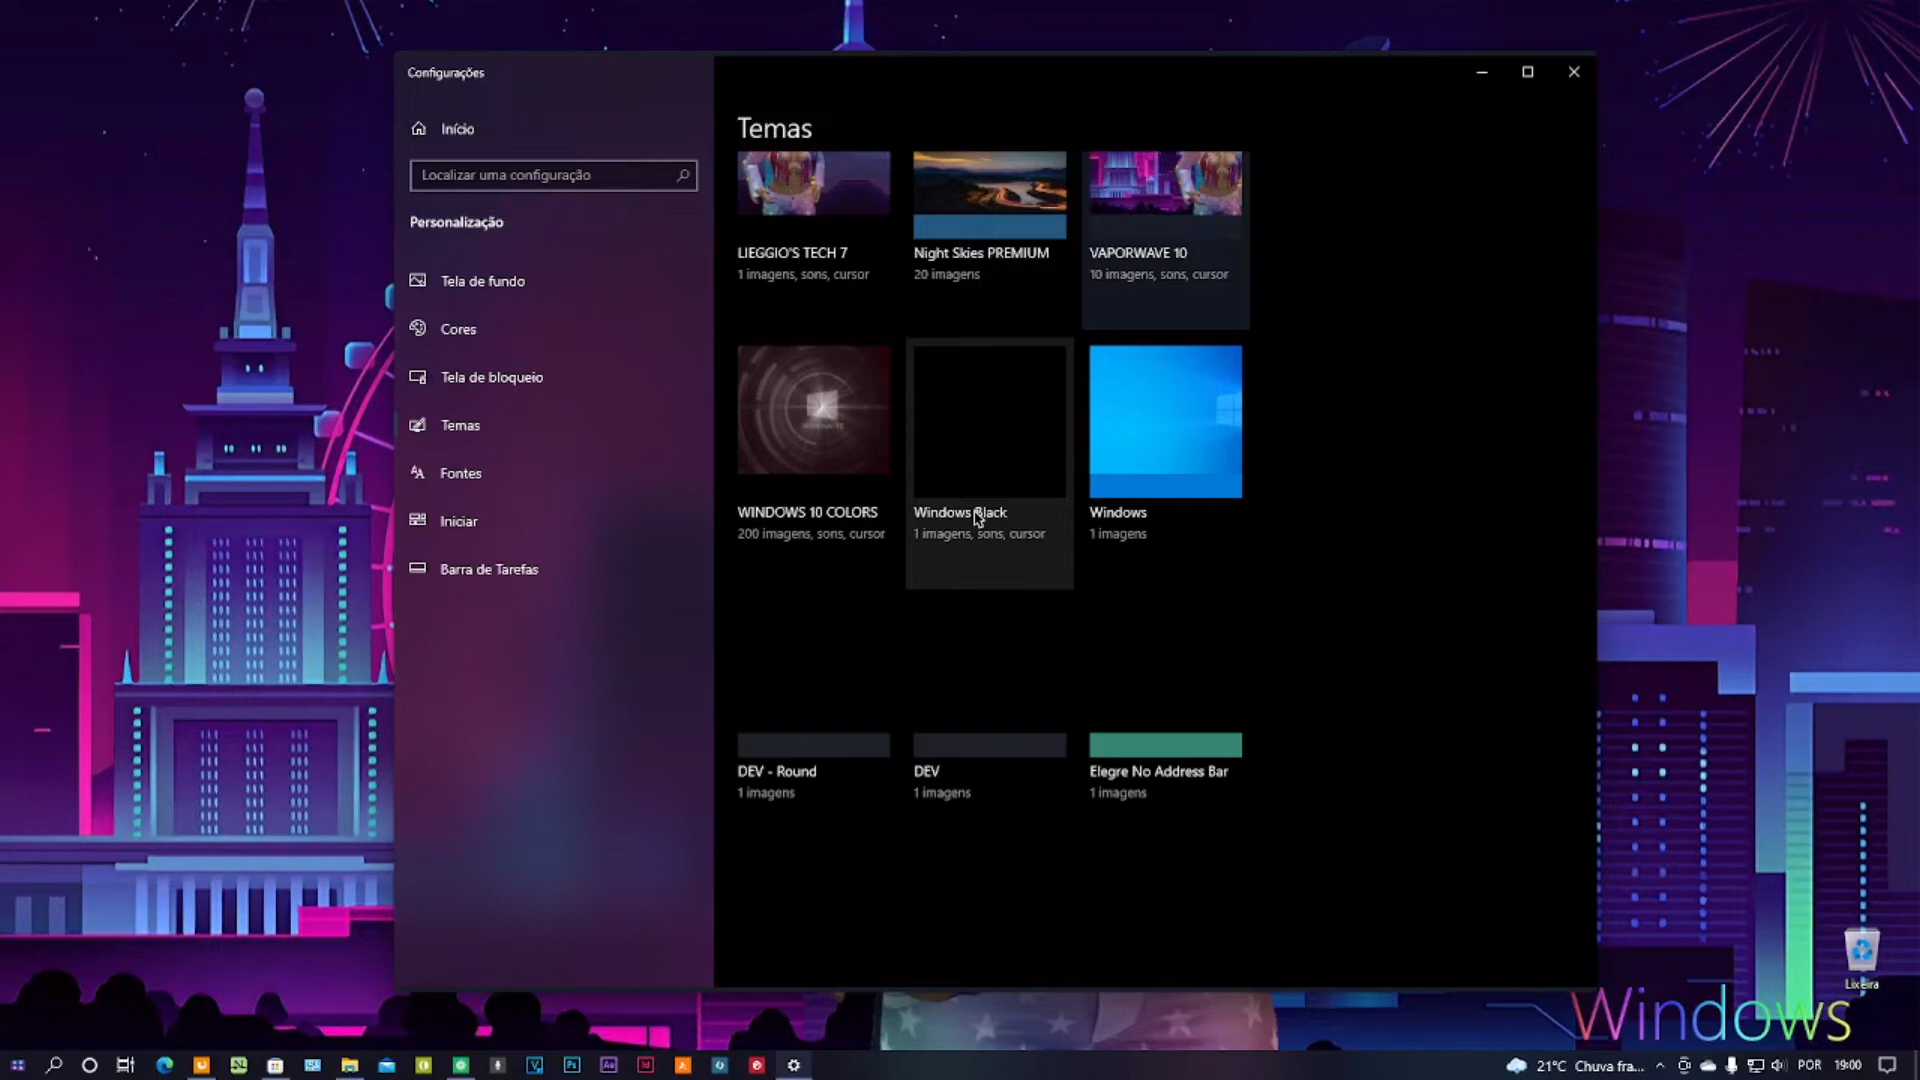 Configurações
Início
Localizar uma configuração
Personalização
Tela de fundo
Cores
Tela de bloqueio
Temas
Fontes
Iniciar
Barra de Tarefas
Temas
LIEGGIO'S TECH 7
1 imagens, sons, cursor
Night Skies PREMIUM
20 imagens
VAPORWAVE 10
10 imagens, sons, cursor
WINDOWS 10 COLORS
200 imagens, sons, cursor
Windows Black
1 imagens, sons, cursor
Windows
1 imagens
DEV - Round
1 imagens
DEV
1 imagens
Elegre No Address Bar
1 imagens
Lixeira
Windows
Ps
Ae
Id
21°C Chuva fra...
POR
19:00